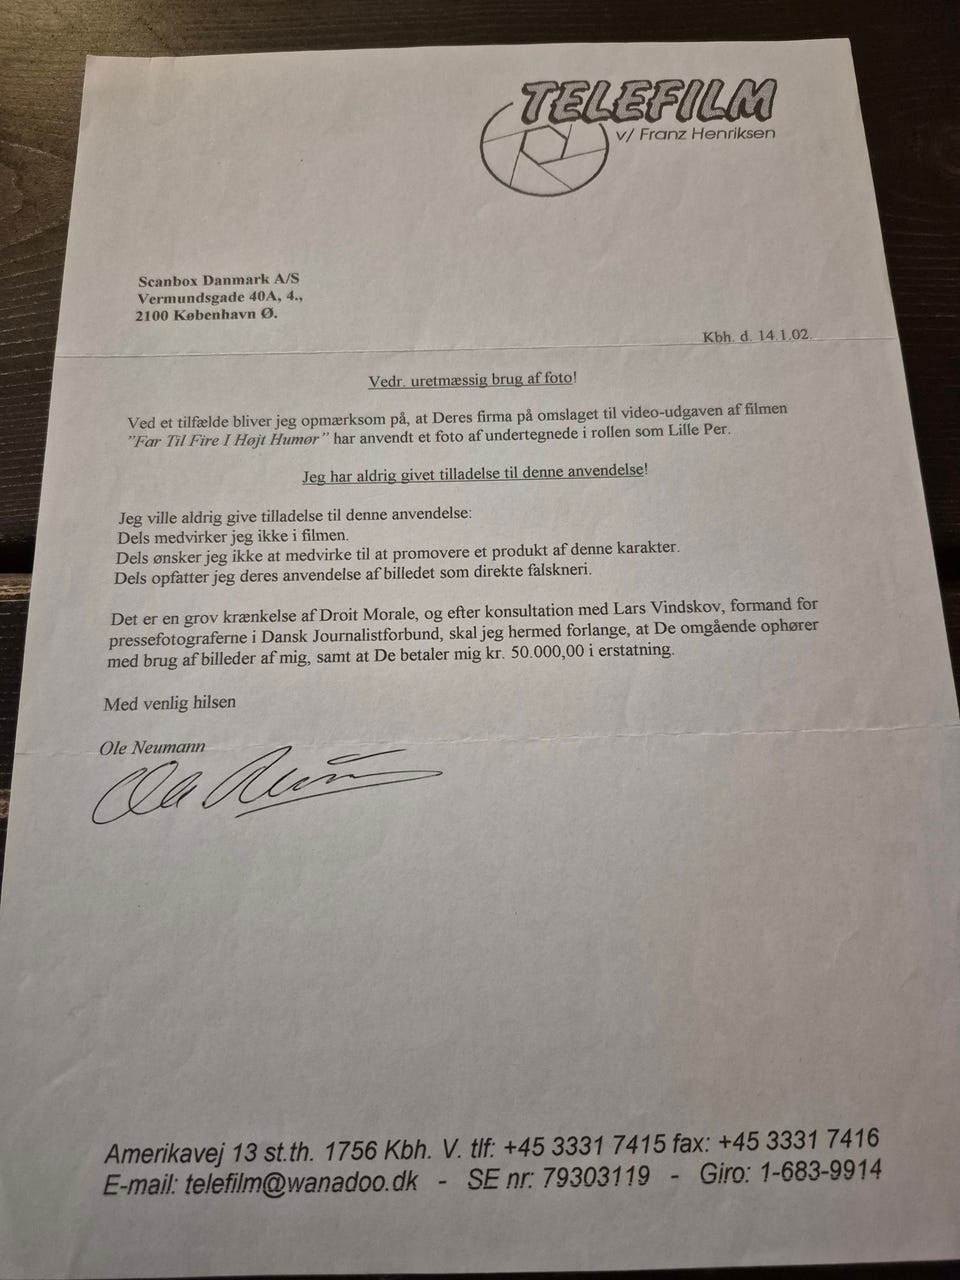 TELEFILM
v/ Franz Henriksen
Scanbox Danmark A/S
Vermundsgade 40A, 4.,
2100 København Ø.
Kbh. d. 14.1.02.
Vedr. uretmæssig brug af foto!
Ved et tilfælde bliver jeg opmærksom på, at Deres firma på omslaget til video-udgaven af filmen
"Far Til Fire I Højt Humør" har anvendt et foto af undertegnede i rollen som Lille Per.
Jeg har aldrig givet tilladelse til denne anvendelse!
Jeg ville aldrig give tilladelse til denne anvendelse:
Dels medvirker jeg ikke i filmen.
Dels ønsker jeg ikke at medvirke til at promovere et produkt af denne karakter.
Dels opfatter jeg deres anvendelse af billedet som direkte falskneri.
Det er en grov krænkelse af Droit Morale, og efter konsultation med Lars Vindskov, formand for
pressefotograferne i Dansk Journalistforbund, skal jeg hermed forlange, at De omgående ophører
med brug af billeder af mig, samt at De betaler mig kr. 50.000,00 i erstatning.
Med venlig hilsen
Ole Neumann
Ole Neumann
Amerikavej 13 st.th. 1756 Kbh. V. tlf: +45 3331 7415 fax: +45 3331 7416
E-mail: telefilm@wanadoo.dk - SE nr: 79303119 - Giro: 1-683-9914